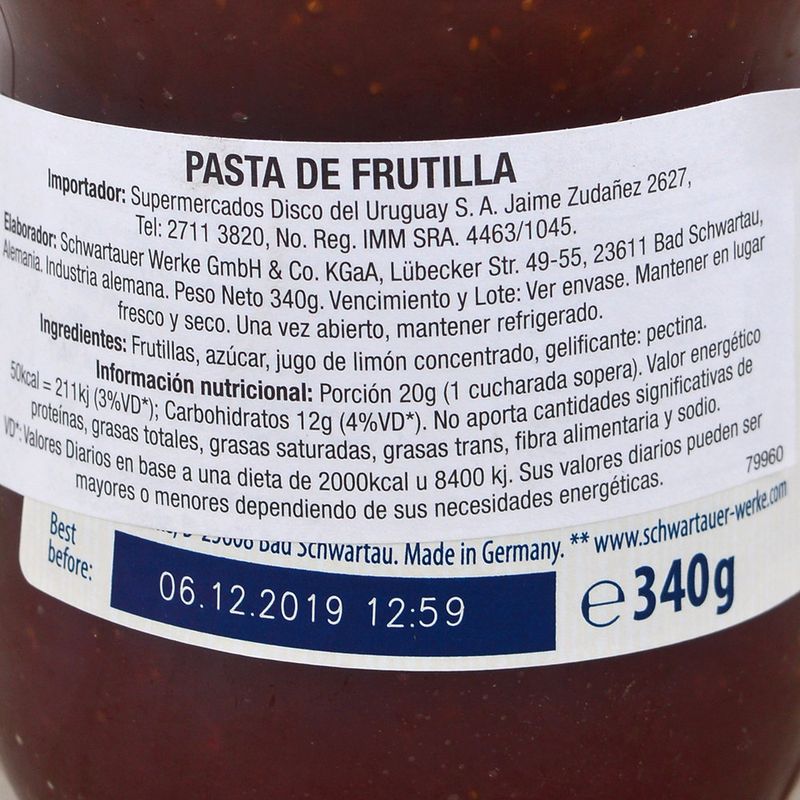 PASTA DE FRUTILLA
Importador: Supermercados Disco del Uruguay S. A. Jaime Zudañez 2627,
Tel: 2711 3820, No. Reg. IMM SRA. 4463/1045.
Elaborador: Schwartauer Werke GmbH & Co. KGaA, Lübecker Str. 49-55, 23611 Bad Schwartau,
Alemania. Industria alemana. Peso Neto 340g. Vencimiento y Lote: Ver envase. Mantener en lugar
fresco y seco. Una vez abierto, mantener refrigerado.
Ingredientes: Frutillas, azúcar, jugo de limón concentrado, gelificante: pectina.
Información nutricional: Porción 20g (1 cucharada sopera). Valor energético
50kcal = 211kj (3%VD*); Carbohidratos 12g (4%VD*). No aporta cantidades significativas de
proteínas, grasas totales, grasas saturadas, grasas trans, fibra alimentaria y sodio.
VD*: Valores Diarios en base a una dieta de 2000kcal u 8400 kj. Sus valores diarios pueden ser
mayores o menores dependiendo de sus necesidades energéticas.
79960
Bad Schwartau. Made in Germany. ** www.schwartauer-werke.com
Best
before:
06.12.2019 12:59
℮ 340g